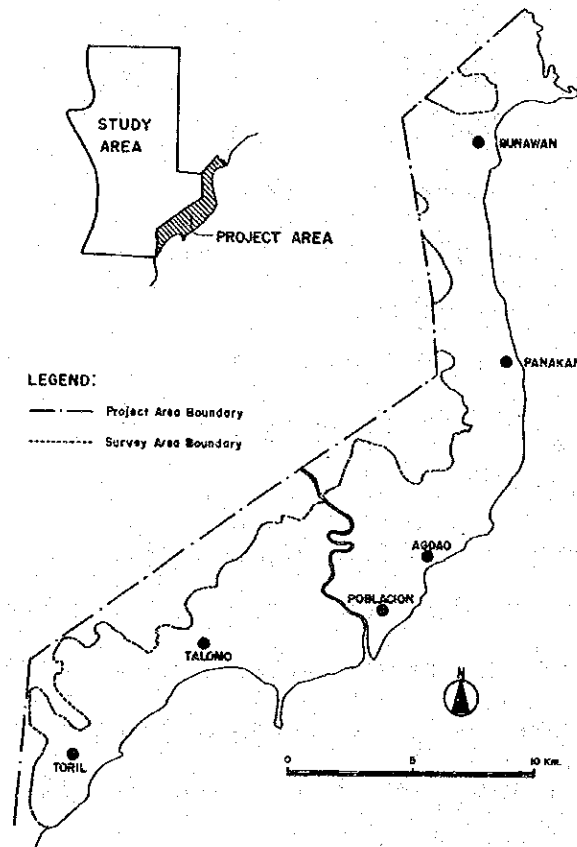 STUDY
AREA
PROJECT AREA
BUNAWAN
PANAKAN
LEGEND:
Project Area Boundary
Survey Area Boundary
AGDAO
POBLACION
TALOMO
N
TORIL
0 5 10 Km.